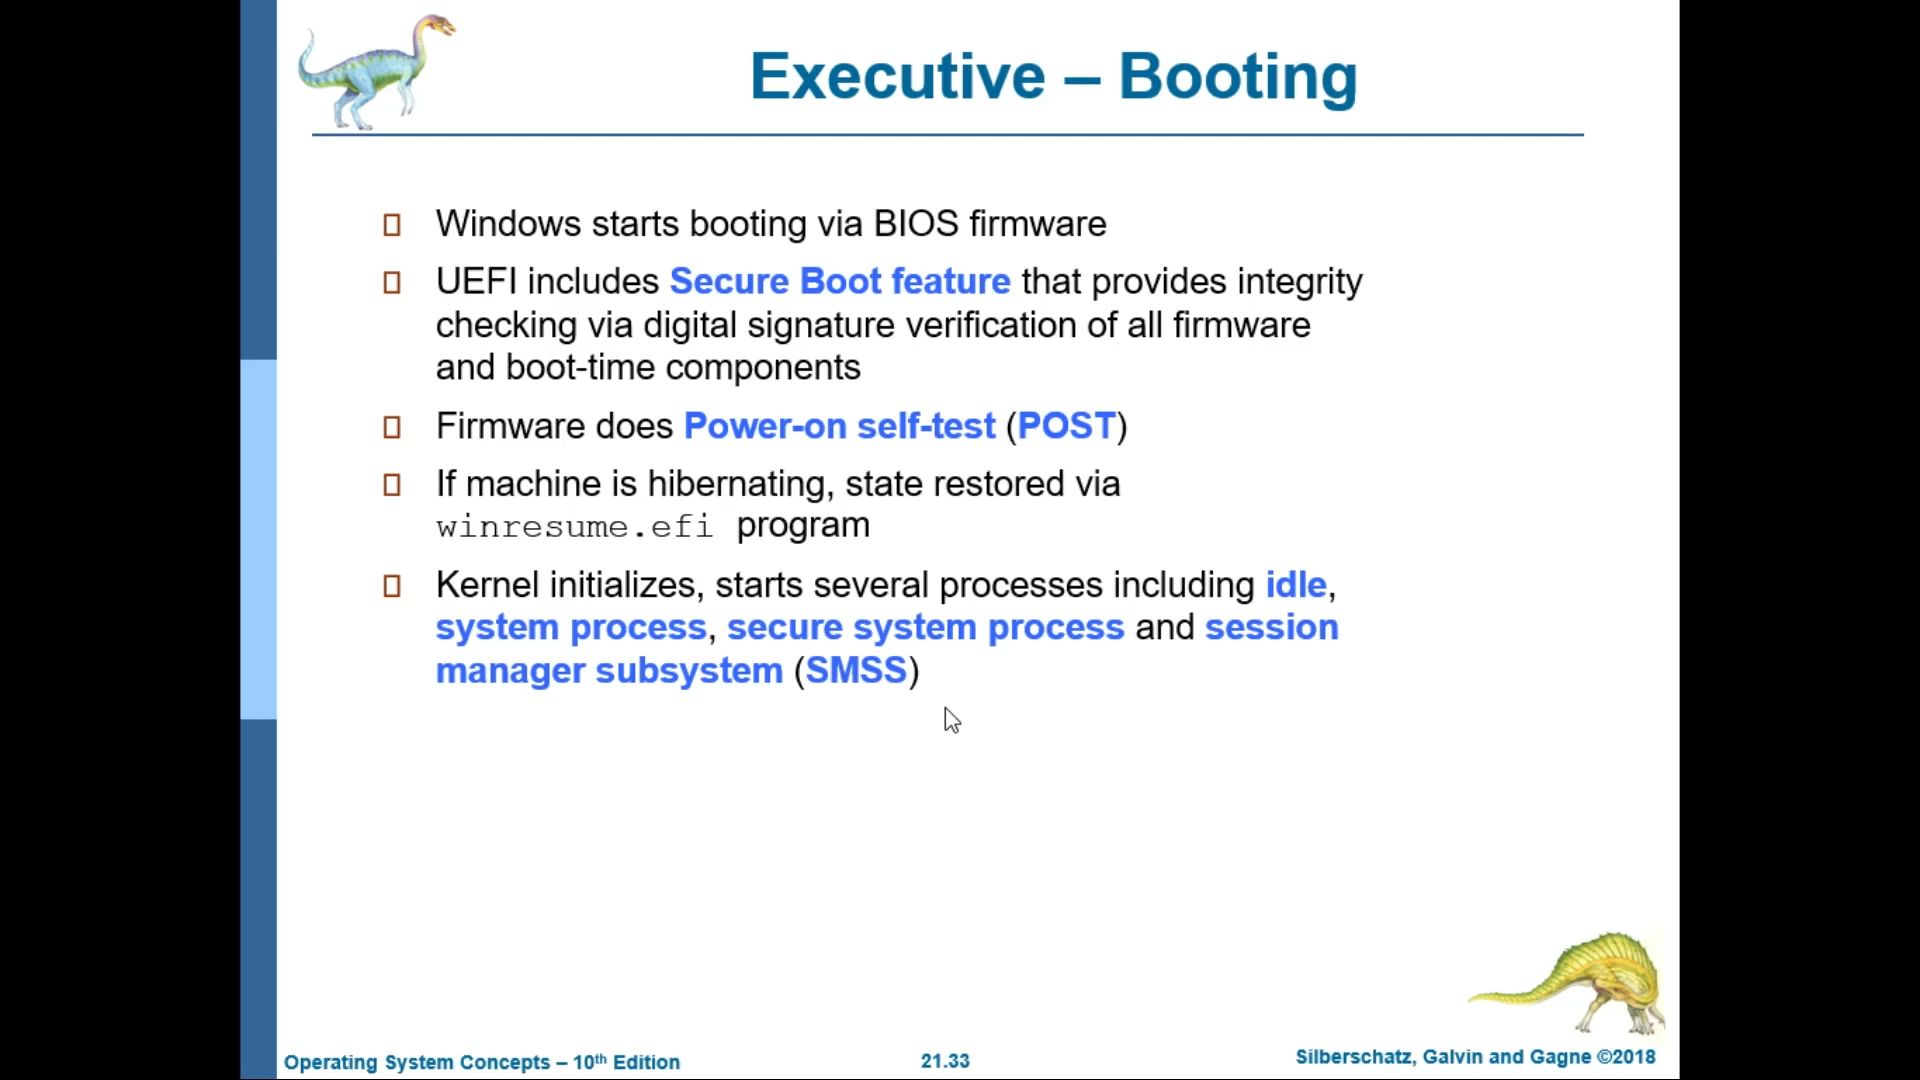 Executive – Booting
Windows starts booting via BIOS firmware
UEFI includes Secure Boot feature that provides integrity
checking via digital signature verification of all firmware
and boot-time components
Firmware does Power-on self-test (POST)
If machine is hibernating, state restored via
winresume.efi program
Kernel initializes, starts several processes including idle,
system process, secure system process and session
manager subsystem (SMSS)
Operating System Concepts – 10th Edition
21.33
Silberschatz, Galvin and Gagne ©2018